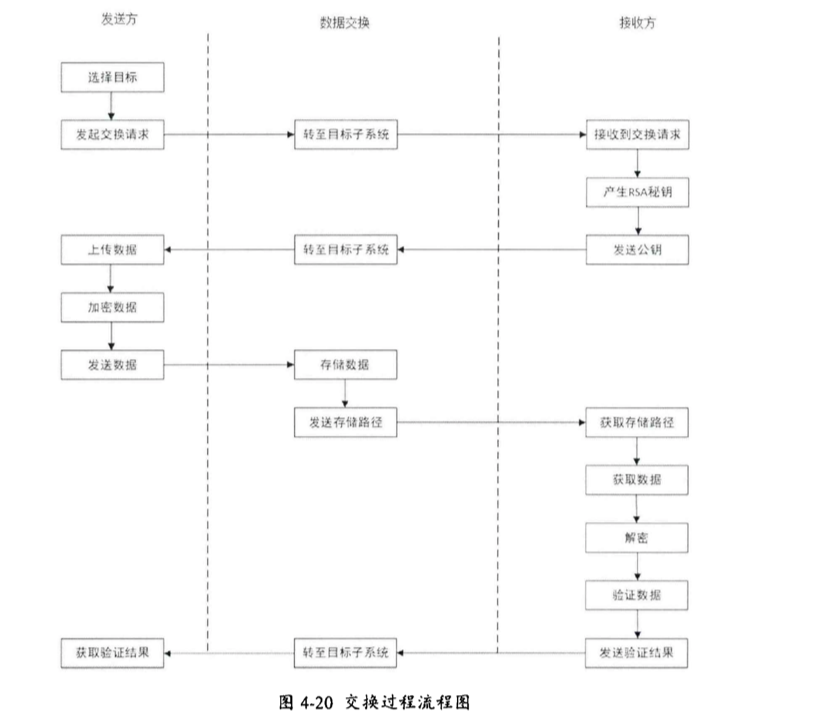 发送方 数据交换 接收方
选择目标
发起交换请求 转至目标子系统 接收到交换请求
产生RSA秘钥
上传数据 转至目标子系统 发送公钥
加密数据
发送数据 存储数据
发送存储路径 获取存储路径
获取数据
解密
验证数据
获取验证结果 转至目标子系统 发送验证结果
图 4-20 交换过程流程图